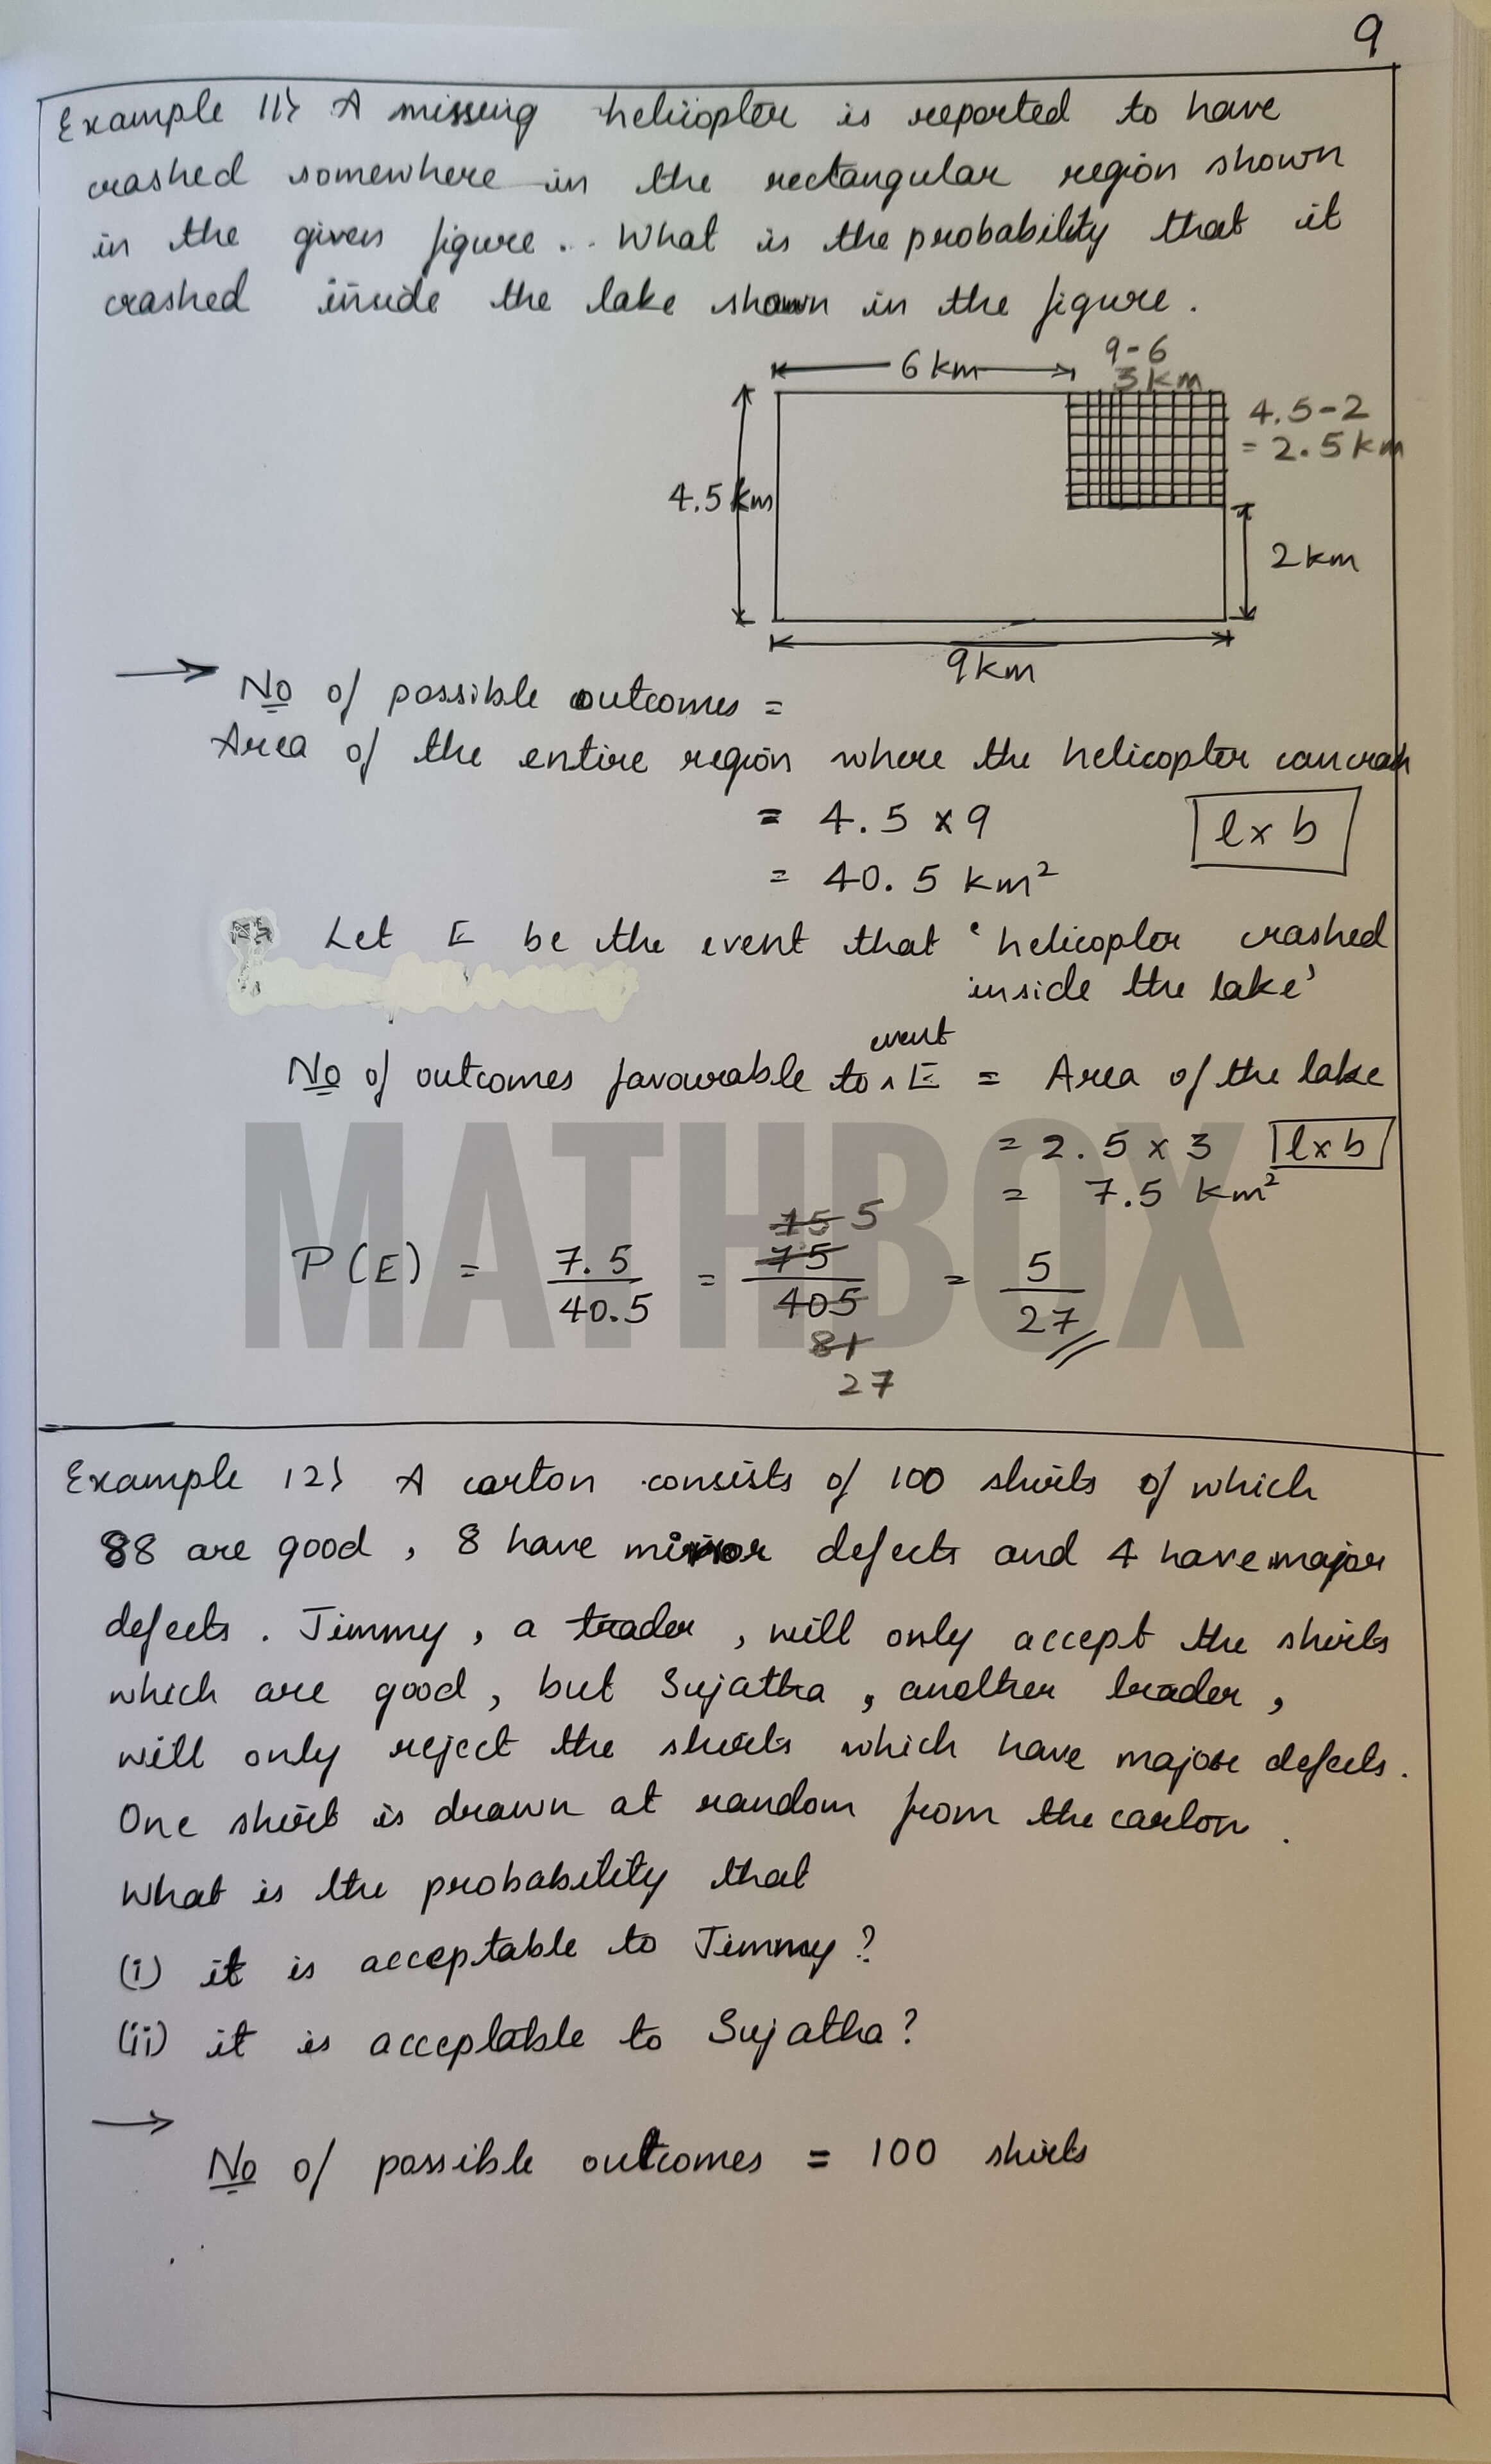 9
Example 11} A missing helicopter is reported to have
crashed somewhere in the rectangular region shown
in the given figure... What is the probability that it
crashed inside the lake shown in the figure.
6 km
9-6
3 km
4.5-2
= 2.5 km
4.5 km
2 km
9 km
→ No of possible outcomes =
Area of the entire region where the helicopter can crash
= 4.5 × 9
l × b
= 40.5 km²
Let E be the event that ' helicopter crashed
inside the lake'
event
No of outcomes favourable to ^ E = Area of the lake
= 2.5 × 3 l × b
= 7.5 km²
MATHBOX
15 5
P(E) = 7.5/40.5 = 75/405 = 5/27
81
27
Example 12} A carton consists of 100 shirts of which
88 are good, 8 have minor defects and 4 have major
defects. Jimmy, a trader, will only accept the shirts
which are good, but Sujatha, another trader,
will only reject the shirts which have major defects.
One shirt is drawn at random from the carton.
What is the probability that
(i) it is acceptable to Jimmy?
(ii) it is acceptable to Sujatha?
→
No of possible outcomes = 100 shirts